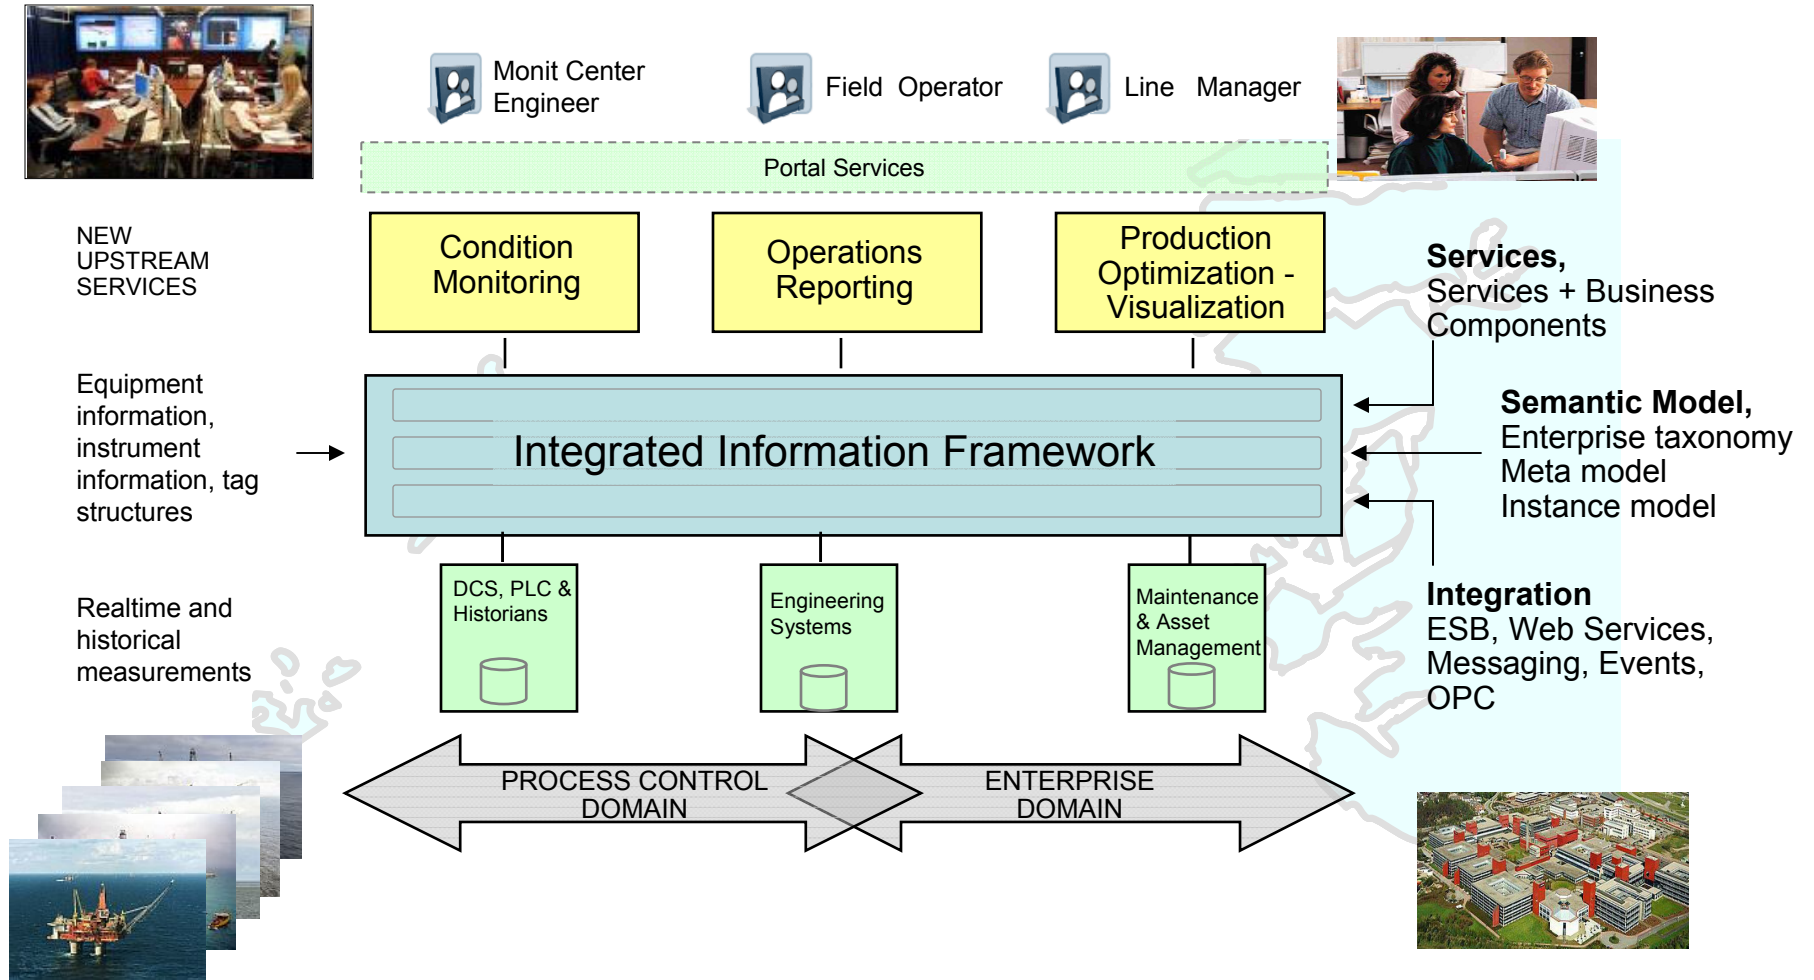 Monit Center
Engineer
Field Operator
Line Manager
Portal Services
NEW
UPSTREAM
SERVICES
Condition
Monitoring
Operations
Reporting
Production
Optimization -
Visualization
Services,
Services + Business
Components
Equipment
information,
instrument
information, tag
structures
Integrated Information Framework
Semantic Model,
Enterprise taxonomy
Meta model
Instance model
Realtime and
historical
measurements
DCS, PLC &
Historians
Engineering
Systems
Maintenance
& Asset
Management
Integration
ESB, Web Services,
Messaging, Events,
OPC
PROCESS CONTROL
DOMAIN
ENTERPRISE
DOMAIN